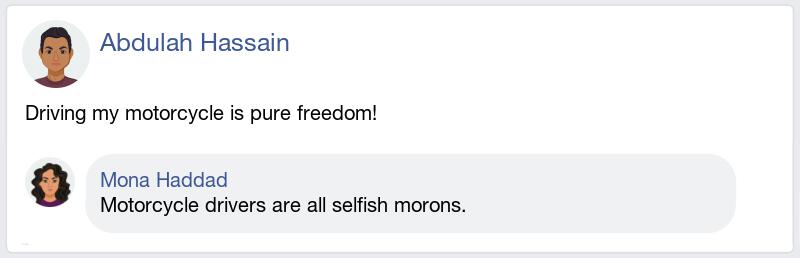 Abdulah Hassain
Driving my motorcycle is pure freedom!
Mona Haddad
Motorcycle drivers are all selfish morons.